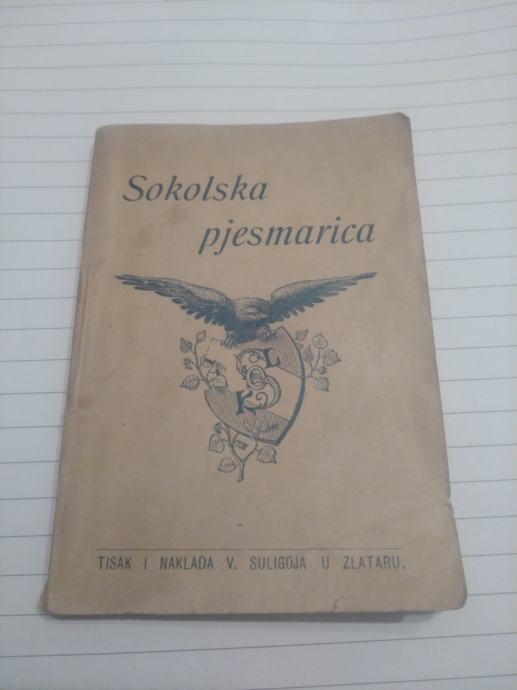 Sokolska
pjesmarica
L
K
TISAK I NAKLADA V. SULIGOJA U ZLATARU.